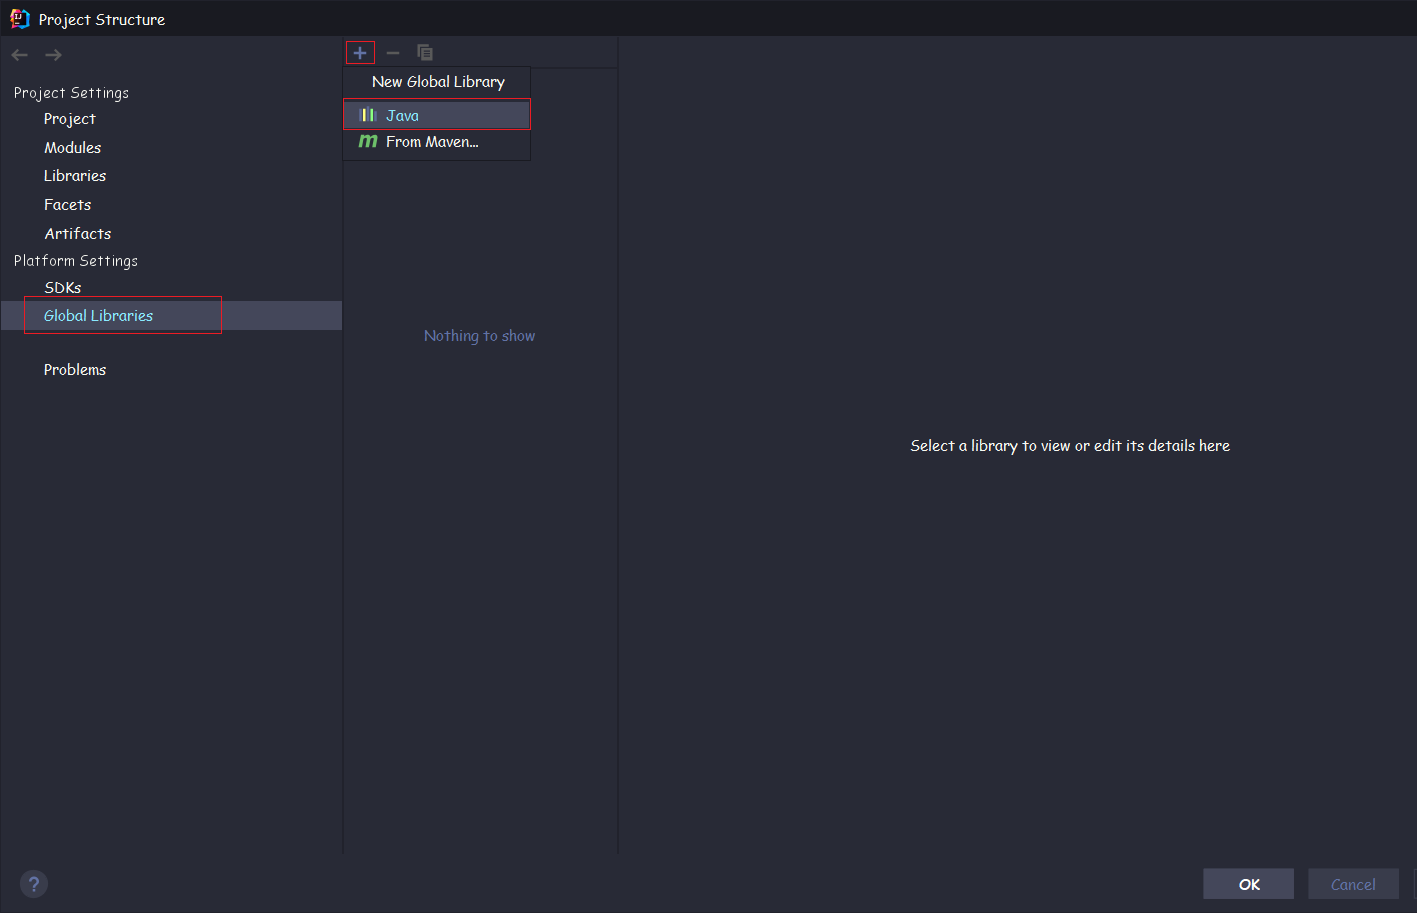 Project Structure
Project Settings
Project
Modules
Libraries
Facets
Artifacts
Platform Settings
SDKs
Global Libraries
Problems
New Global Library
Java
m From Maven...
Nothing to show
Select a library to view or edit its details here
?
OK
Cancel